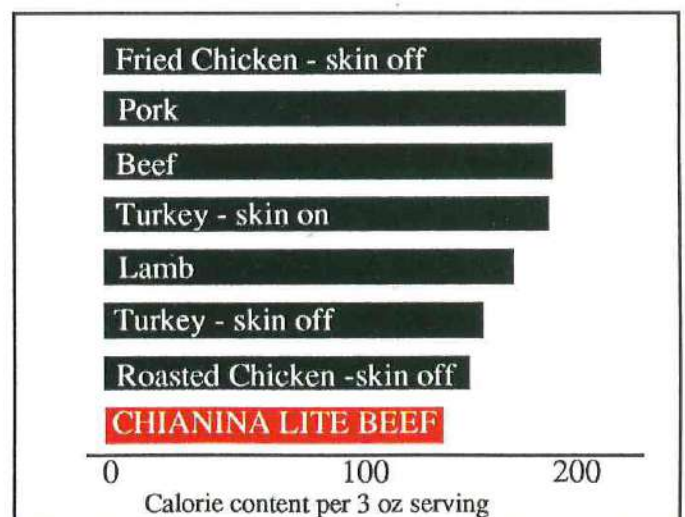 Fried Chicken - skin off
Pork
Beef
Turkey - skin on
Lamb
Turkey - skin off
Roasted Chicken -skin off
CHIANINA LITE BEEF
0 100 200
Calorie content per 3 oz serving